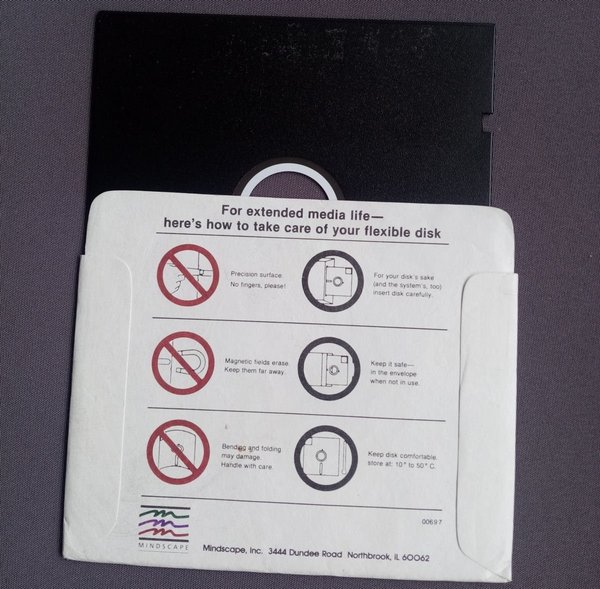 For extended media life—
here's how to take care of your flexible disk
Precision surface.
No fingers, please!
For your disk's sake
(and the system's, too)
insert disk carefully.
Magnetic fields erase.
Keep them far away.
Keep it safe—
in the envelope
when not in use.
Bending and folding
may damage.
Handle with care.
Keep disk comfortable.
store at: 10° to 50° C.
00697
MINDSCAPE
Mindscape, Inc. 3444 Dundee Road Northbrook, IL 60062